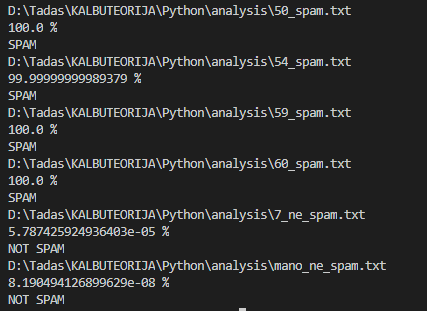 D:\Tadas\KALBUTEORIJA\Python\analysis\50_spam.txt
100.0 %
SPAM
D:\Tadas\KALBUTEORIJA\Python\analysis\54_spam.txt
99.99999999989379 %
SPAM
D:\Tadas\KALBUTEORIJA\Python\analysis\59_spam.txt
100.0 %
SPAM
D:\Tadas\KALBUTEORIJA\Python\analysis\60_spam.txt
100.0 %
SPAM
D:\Tadas\KALBUTEORIJA\Python\analysis\7_ne_spam.txt
5.787425924936403e-05 %
NOT SPAM
D:\Tadas\KALBUTEORIJA\Python\analysis\mano_ne_spam.txt
8.190494126899629e-08 %
NOT SPAM